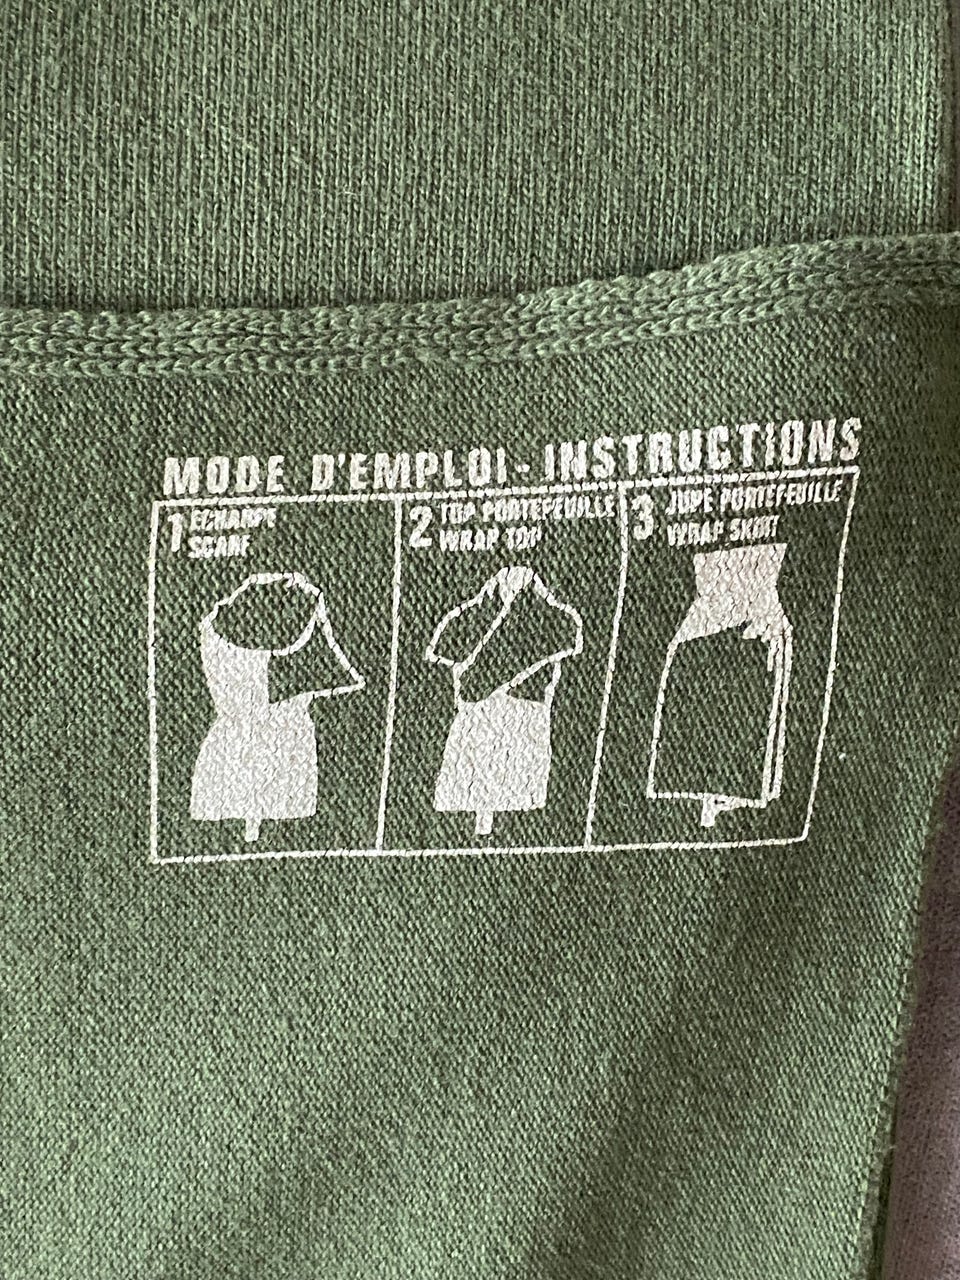 MODE D'EMPLOI - INSTRUCTIONS
1 ECHARPE
SCARF
2 TOP PORTEFEUILLE
WRAP TOP
3 JUPE PORTEFEUILLE
WRAP SKIRT